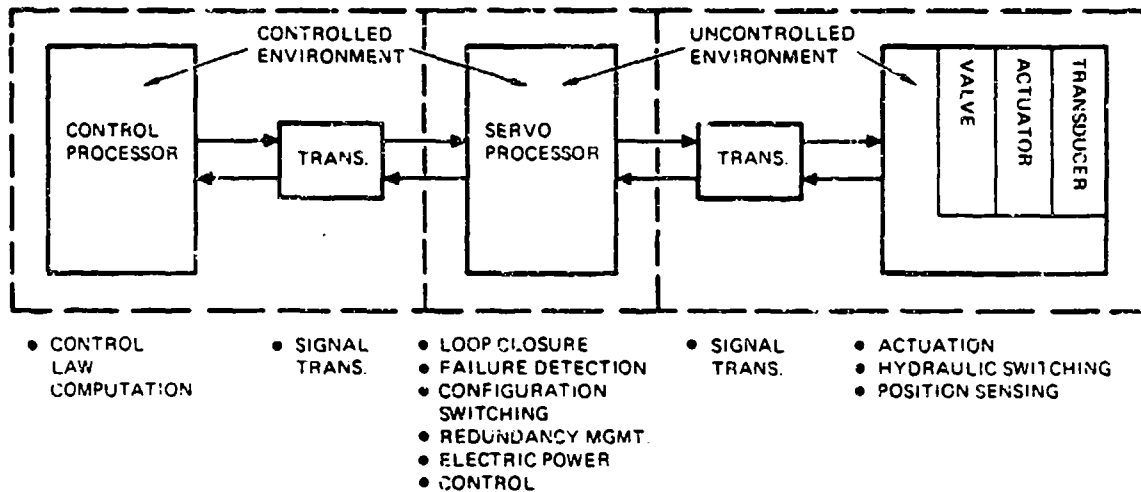 CONTROLLED
ENVIRONMENT
UNCONTROLLED
ENVIRONMENT
CONTROL
PROCESSOR
TRANS.
SERVO
PROCESSOR
TRANS.
VALVE
ACTUATOR
TRANSDUCER
• CONTROL
LAW
COMPUTATION
• SIGNAL
TRANS.
• LOOP CLOSURE
• FAILURE DETECTION
• CONFIGURATION
SWITCHING
• REDUNDANCY MGMT.
• ELECTRIC POWER
• CONTROL
• SIGNAL
TRANS.
• ACTUATION
• HYDRAULIC SWITCHING
• POSITION SENSING